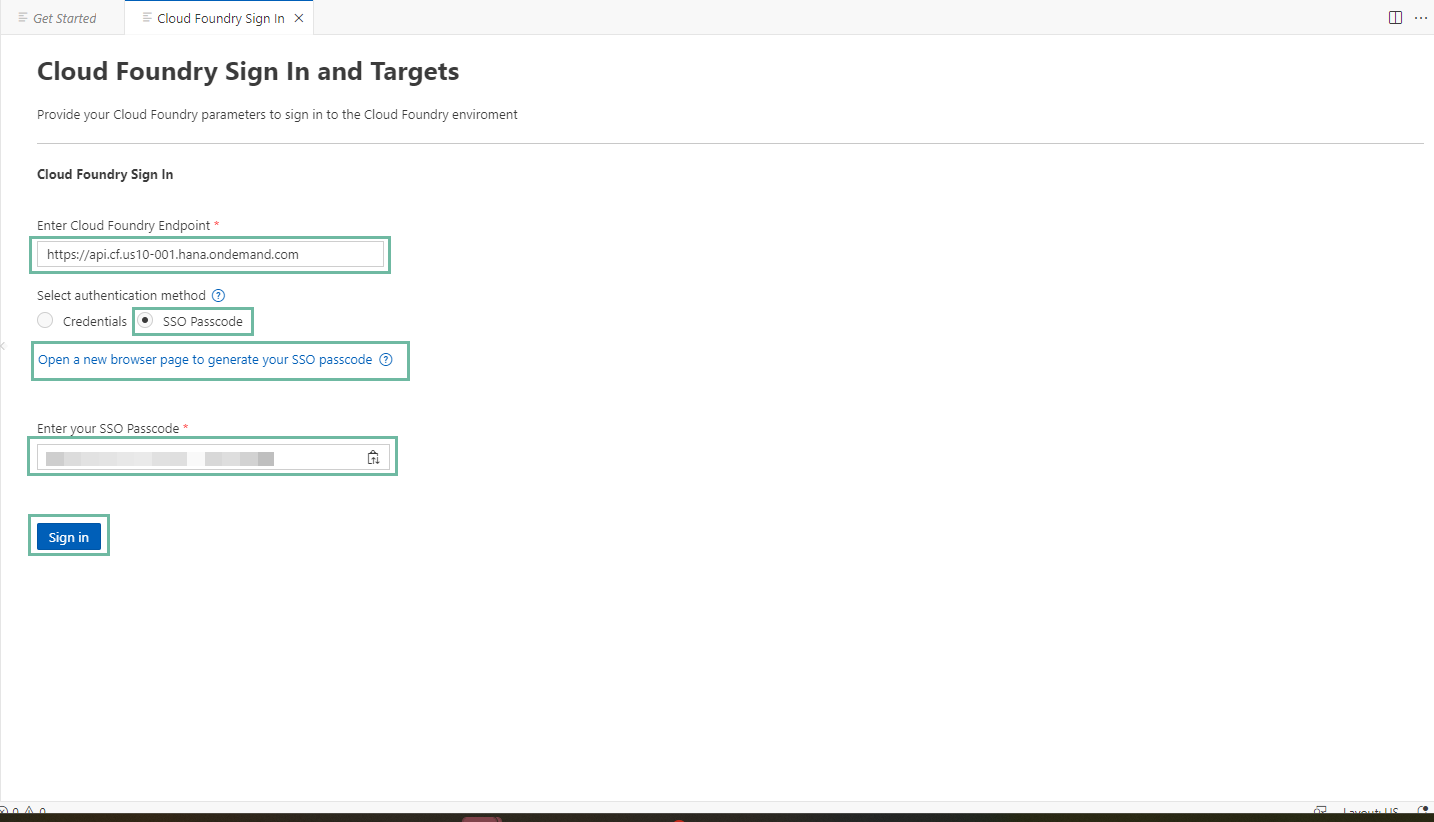 Get Started
Cloud Foundry Sign In
Cloud Foundry Sign In and Targets
Provide your Cloud Foundry parameters to sign in to the Cloud Foundry enviroment
Cloud Foundry Sign In
Enter Cloud Foundry Endpoint *
https://api.cf.us10-001.hana.ondemand.com
Select authentication method
Credentials SSO Passcode
Open a new browser page to generate your SSO passcode
Enter your SSO Passcode *
Sign in
0 0 Layout: US